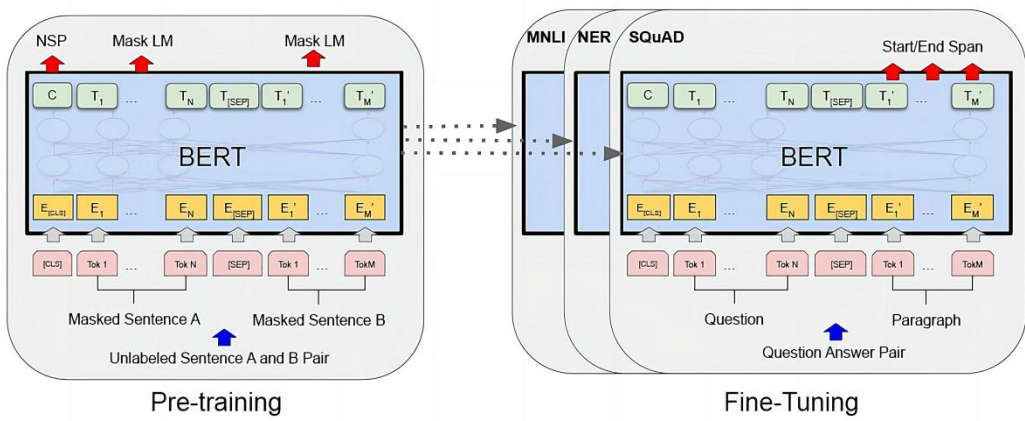 NSP Mask LM Mask LM
C T1 ... TN T[SEP] T1' ... TM'
BERT
E[CLS] E1 ... EN E[SEP] E1' ... EM'
[CLS] Tok 1 ... Tok N [SEP] Tok 1 ... TokM
Masked Sentence A Masked Sentence B
Unlabeled Sentence A and B Pair
Pre-training
MNLI NER SQuAD
Start/End Span
C T1 ... TN T[SEP] T1' ... TM'
BERT
E[CLS] E1 ... EN E[SEP] E1' ... EM'
[CLS] Tok 1 ... Tok N [SEP] Tok 1 ... TokM
Question Paragraph
Question Answer Pair
Fine-Tuning